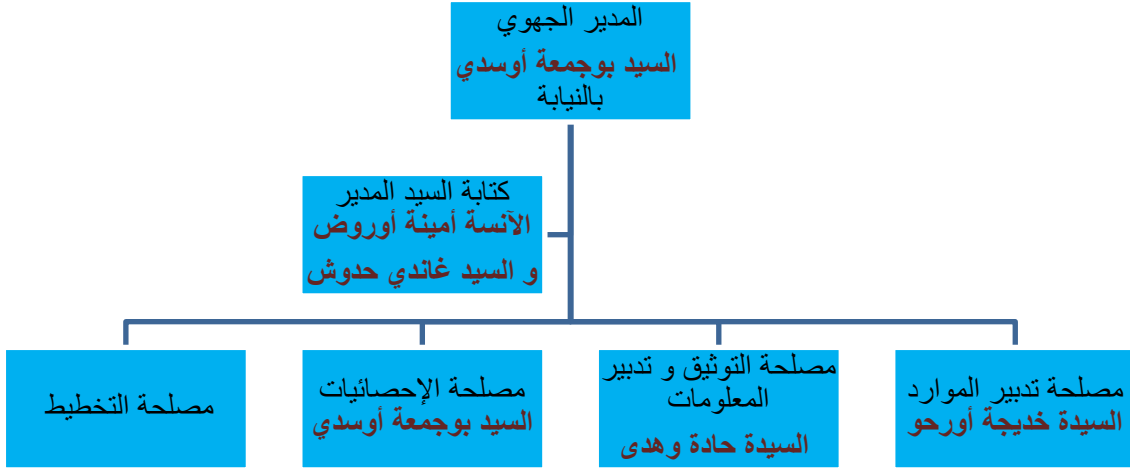 المدير الجهوي
السيد بوجمعة أوسدي
بالنيابة
كتابة السيد المدير
الآنسة أمينة أوروض
و السيد غاندي حدوش
مصلحة تدبير الموارد
السيدة خديجة أورحو
مصلحة التوثيق و تدبير
المعلومات
السيدة حادة وهدى
مصلحة الإحصائيات
السيد بوجمعة أوسدي
مصلحة التخطيط